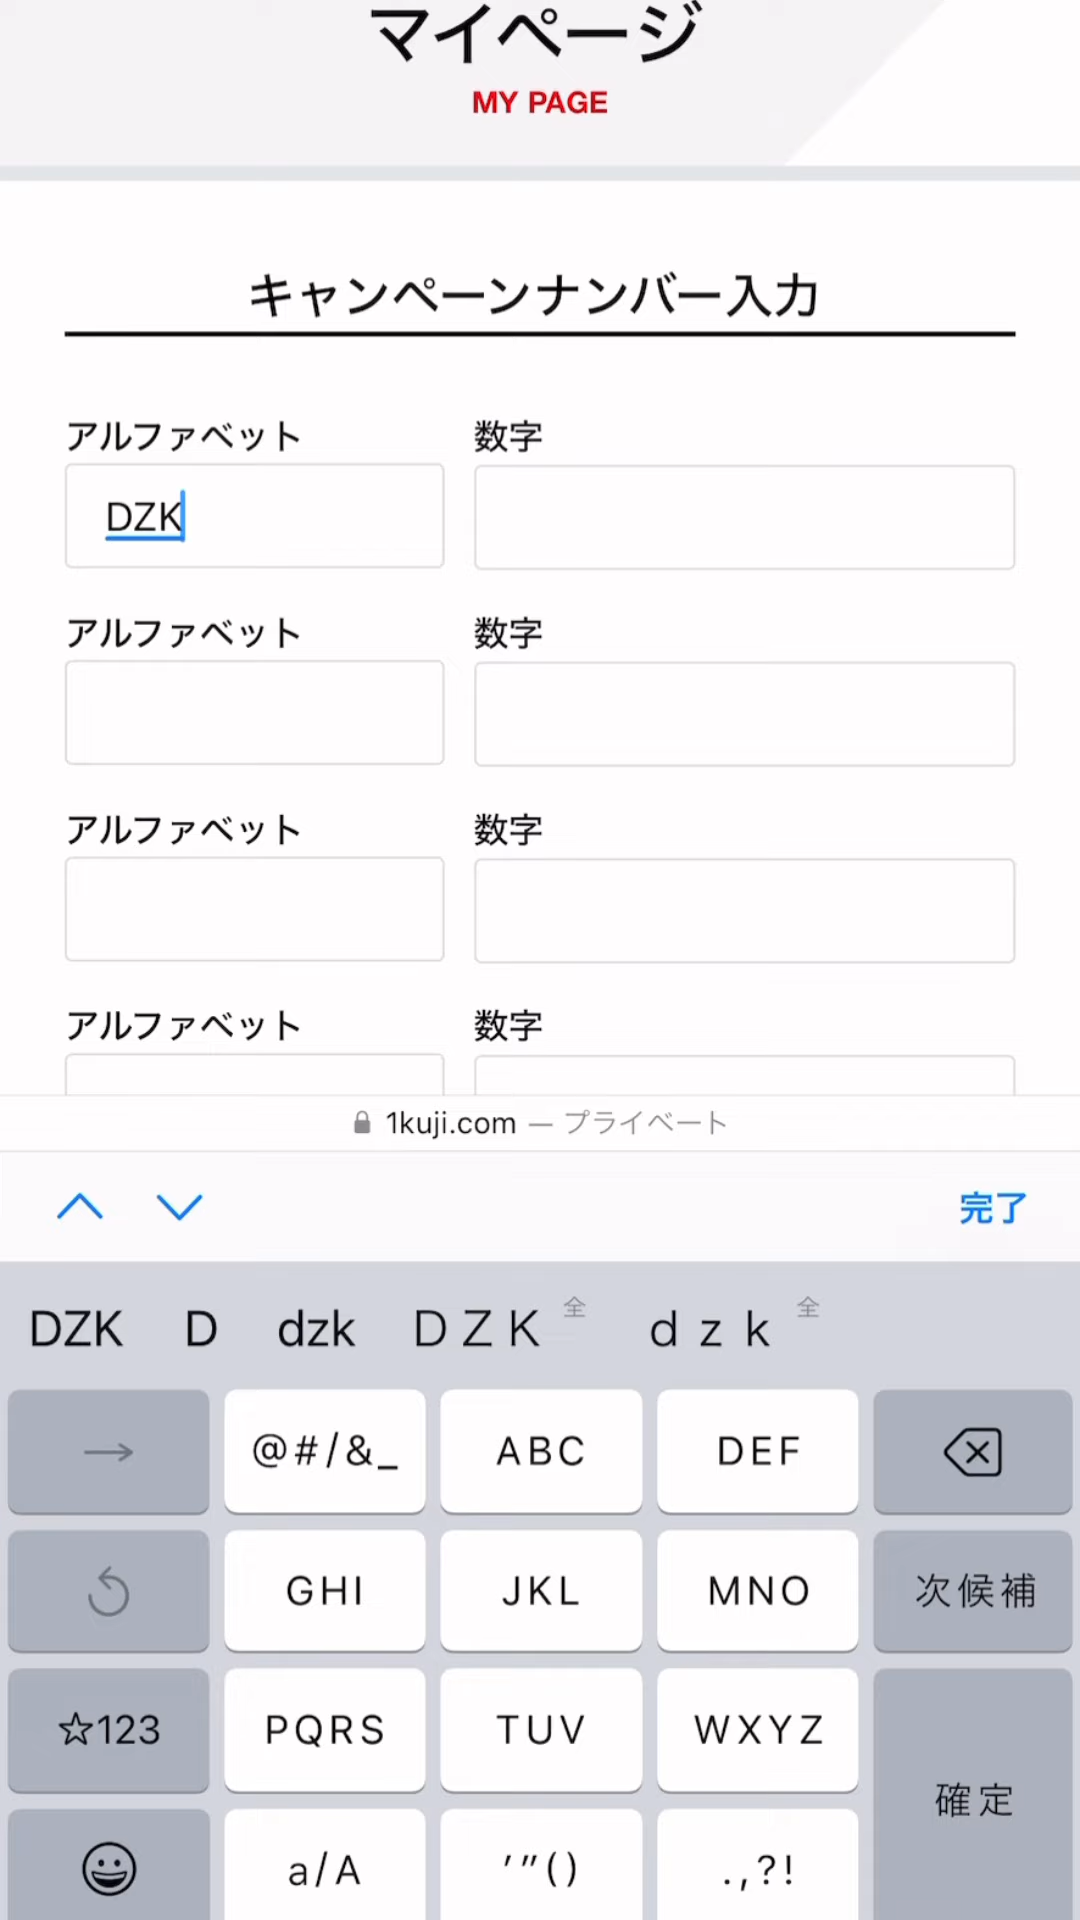 マイページ
MY PAGE
キャンペーンナンバー入力
アルファベット 数字
DZK
アルファベット 数字
アルファベット 数字
アルファベット 数字
1kuji.com — プライベート
完了
DZK D dzk DZK 全 dzk 全
→ @#/&_ ABC DEF
GHI JKL MNO 次候補
☆123 PQRS TUV WXYZ
確定
a/A ’”() .,?!